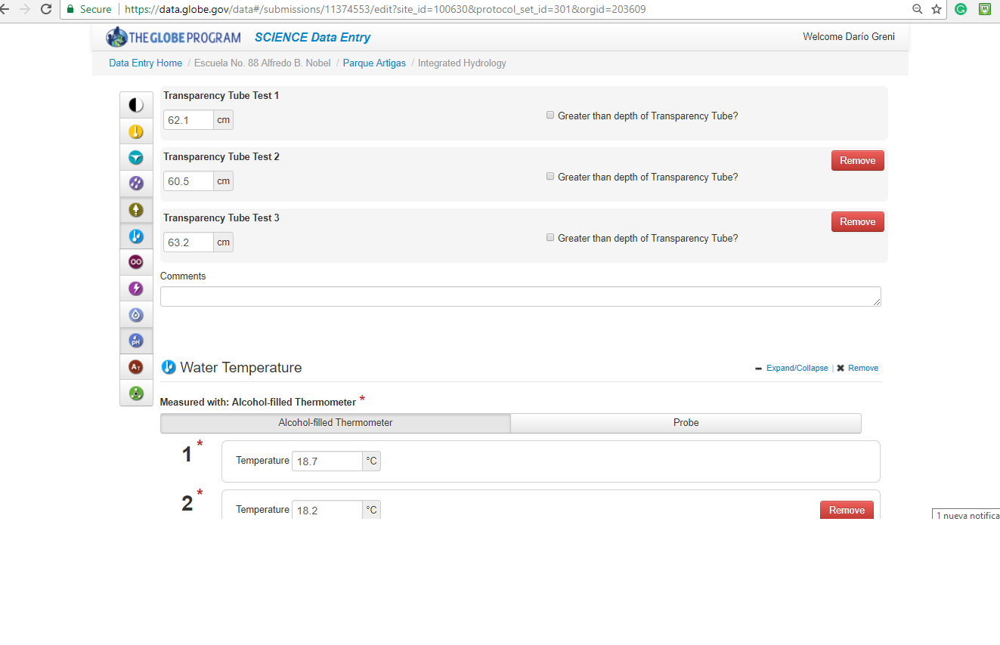 Secure https://data.globe.gov/data#/submissions/11374553/edit?site_id=100630&protocol_set_id=301&orgid=203609
THE GLOBE PROGRAM SCIENCE Data Entry Welcome Darío Greni
Data Entry Home / Escuela No. 88 Alfredo B. Nobel / Parque Artigas / Integrated Hydrology
Transparency Tube Test 1
62.1 cm Greater than depth of Transparency Tube?
Transparency Tube Test 2 Remove
60.5 cm Greater than depth of Transparency Tube?
Transparency Tube Test 3 Remove
63.2 cm Greater than depth of Transparency Tube?
Comments
pH
AT
Water Temperature Expand/Collapse | Remove
Measured with: Alcohol-filled Thermometer *
Alcohol-filled Thermometer Probe
1 * Temperature 18.7 °C
2 * Temperature 18.2 °C Remove
1 nueva notifica